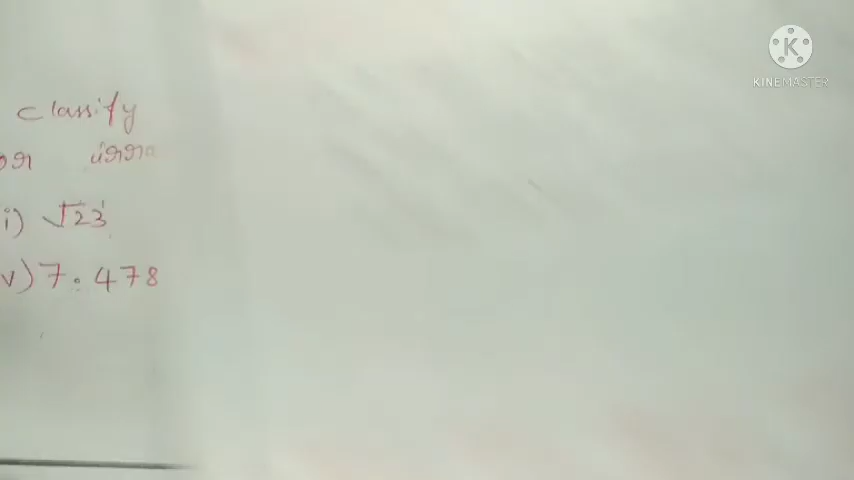 classify
i) √23
v) 7.478
KINEMASTER